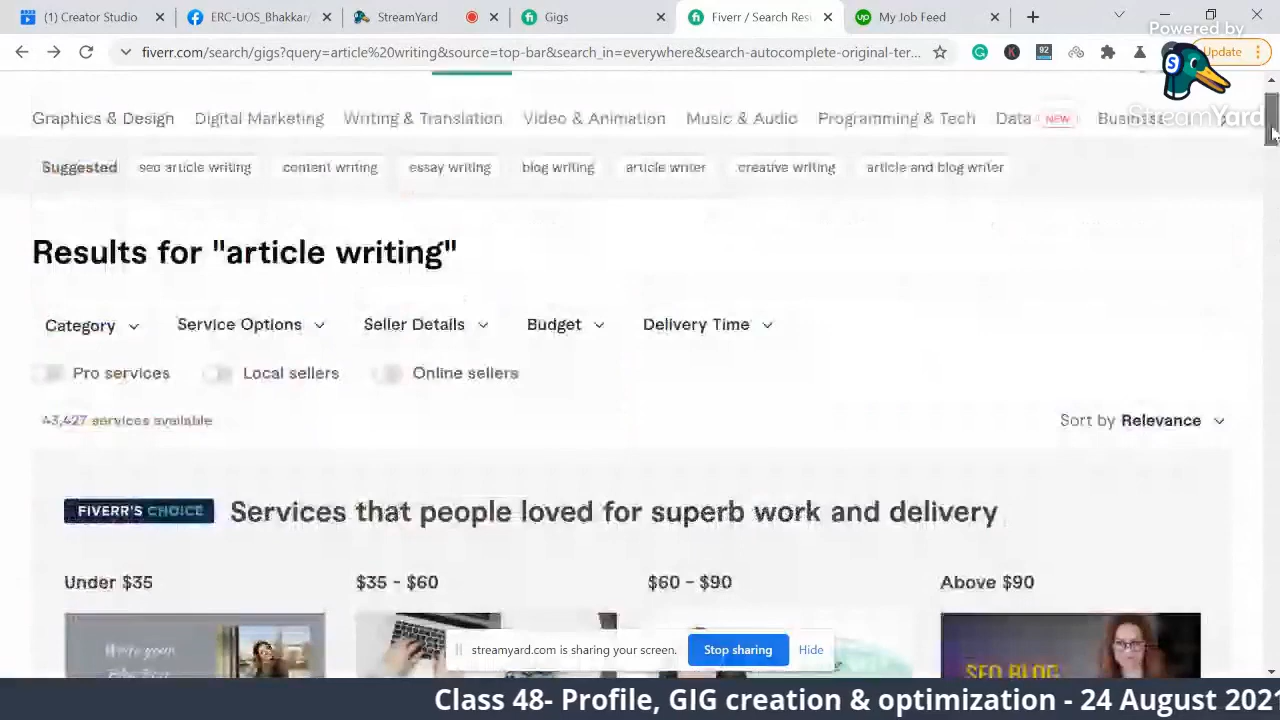 (1) Creator Studio
ERC-UOS_Bhakkar/
StreamYard
Gigs
Fiverr / Search Res
My Job Feed
Powered by
fiverr.com/search/gigs?query=article%20writing&source=top-bar&search_in=everywhere&search-autocomplete-original-ter...
92
Update
StreamYard
Graphics & Design
Digital Marketing
Writing & Translation
Video & Animation
Music & Audio
Programming & Tech
Data
NEW
Business
Suggested
seo article writing
content writing
essay writing
blog writing
article writer
creative writing
article and blog writer
Results for "article writing"
Category
Service Options
Seller Details
Budget
Delivery Time
Pro services
Local sellers
Online sellers
43,427 services available
Sort by Relevance
FIVERR'S CHOICE
Services that people loved for superb work and delivery
Under $35
$35 - $60
$60 - $90
Above $90
SEO BLOG
streamyard.com is sharing your screen.
Stop sharing
Hide
Class 48- Profile, GIG creation & optimization - 24 August 202